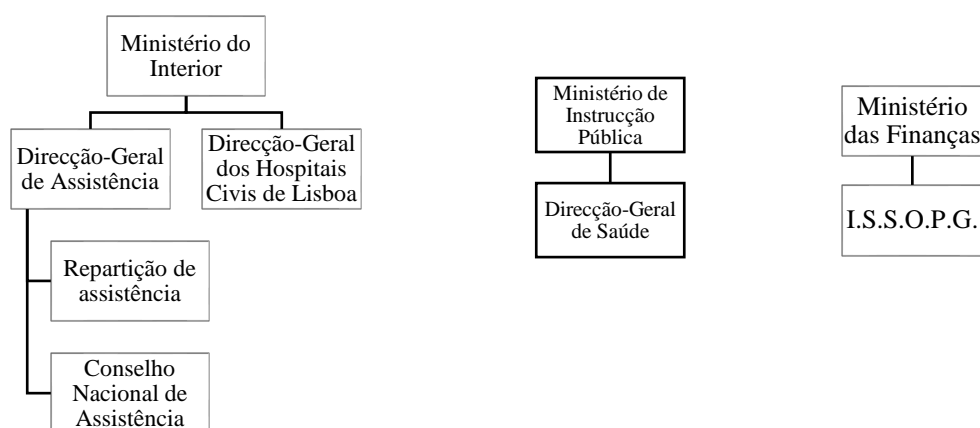 Ministério do
Interior
Direcção-Geral
de Assistência
Direcção-Geral
dos Hospitais
Civis de Lisboa
Repartição de
assistência
Conselho
Nacional de
Assistência
Ministério de
Instrucção
Pública
Direcção-Geral
de Saúde
Ministério
das Finanças
I.S.S.O.P.G.